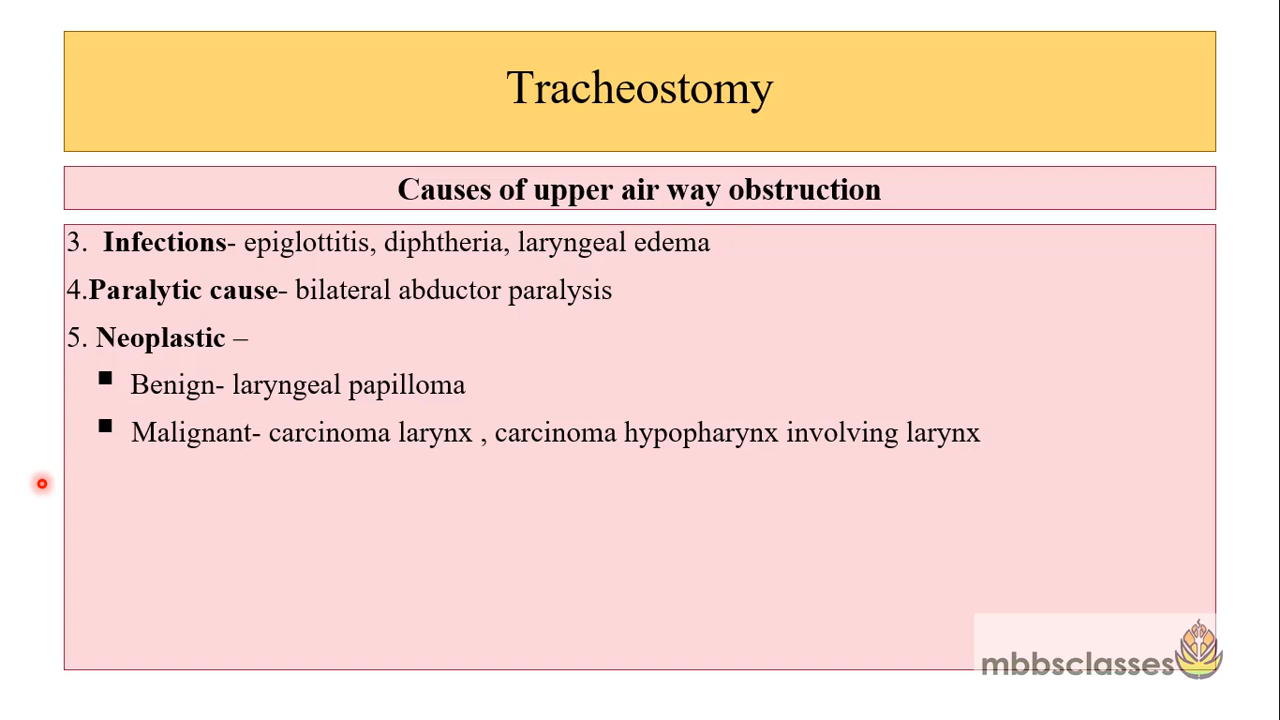 Tracheostomy
Causes of upper air way obstruction
3. Infections- epiglottitis, diphtheria, laryngeal edema
4.Paralytic cause- bilateral abductor paralysis
5. Neoplastic –
▪ Benign- laryngeal papilloma
▪ Malignant- carcinoma larynx , carcinoma hypopharynx involving larynx
mbbsclasses